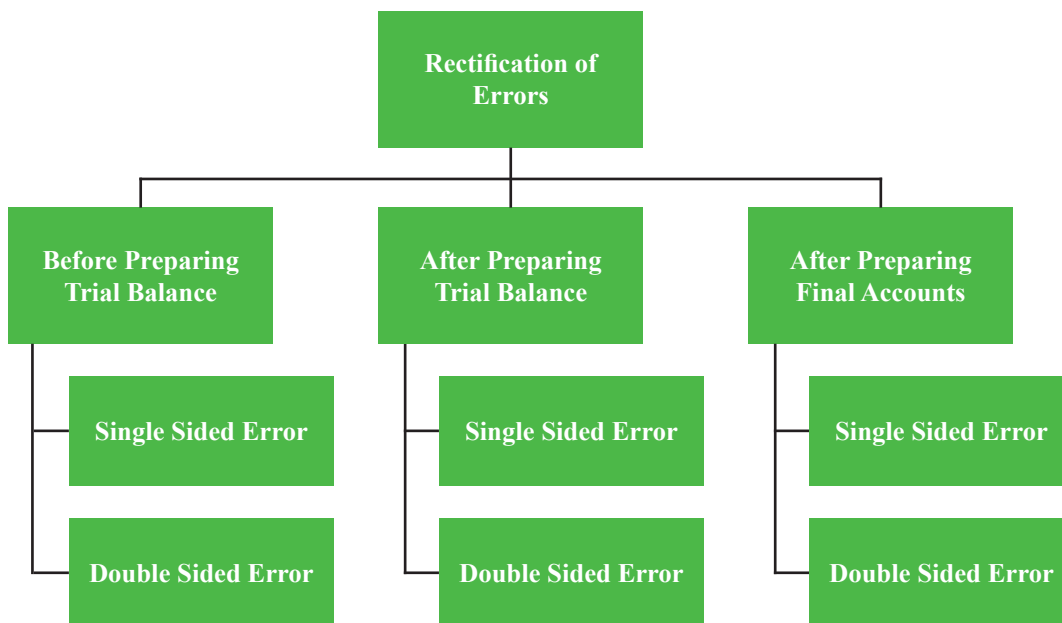 Rectification of
Errors
Before Preparing
Trial Balance
Single Sided Error
Double Sided Error
After Preparing
Trial Balance
Single Sided Error
Double Sided Error
After Preparing
Final Accounts
Single Sided Error
Double Sided Error